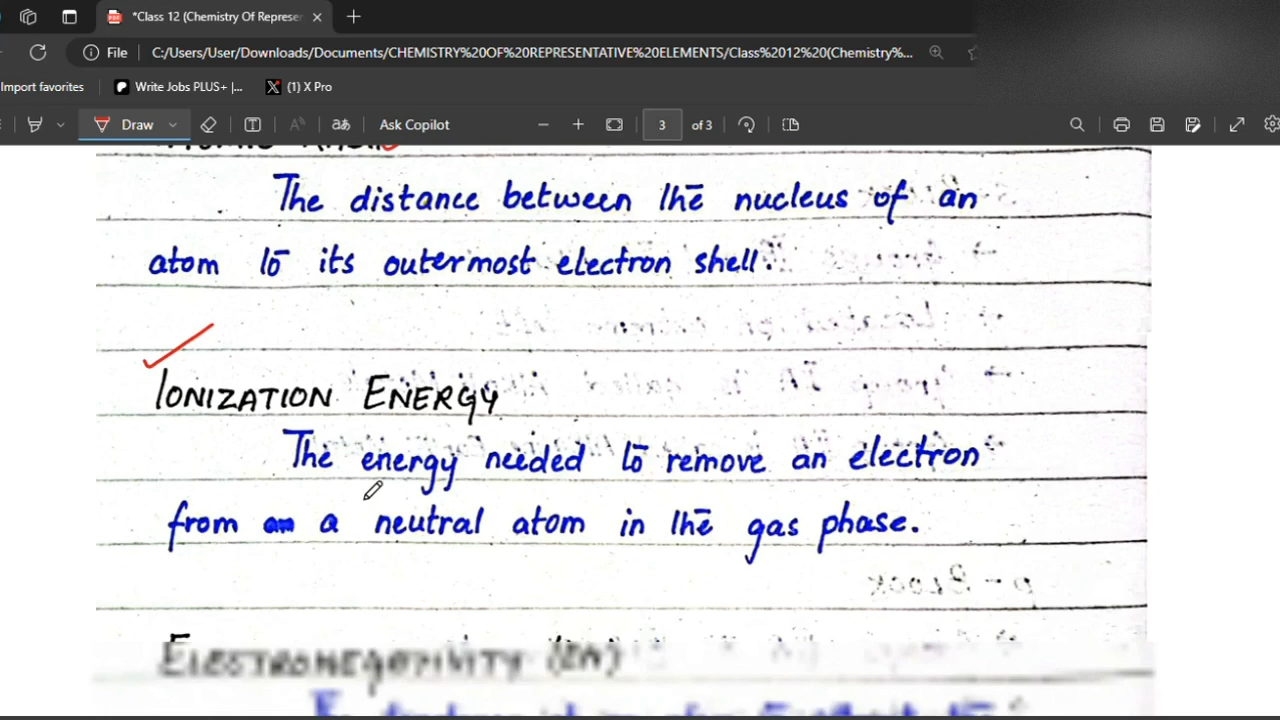 *Class 12 (Chemistry Of Represer
File C:/Users/User/Downloads/Documents/CHEMISTRY%20OF%20REPRESENTATIVE%20ELEMENTS/Class%2012%20(Chemistry%...
Import favorites Write Jobs PLUS+ |... (1) X Pro
Draw Ask Copilot 3 of 3
The distance between the nucleus of an
atom to its outermost electron shell.
IONIZATION ENERGY
The energy needed to remove an electron
from a neutral atom in the gas phase.
ELECTRONEGATIVITY (EN)